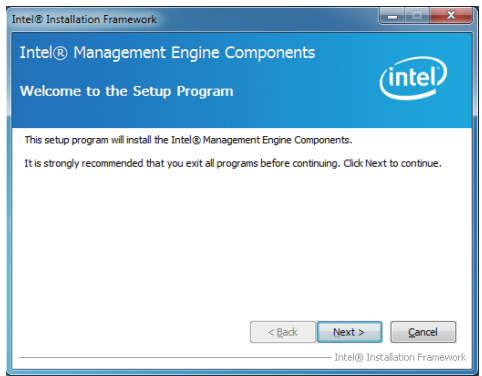 Intel® Installation Framework
Intel® Management Engine Components
Welcome to the Setup Program
intel
This setup program will install the Intel® Management Engine Components.
It is strongly recommended that you exit all programs before continuing. Click Next to continue.
< Back Next > Cancel
Intel® Installation Framework